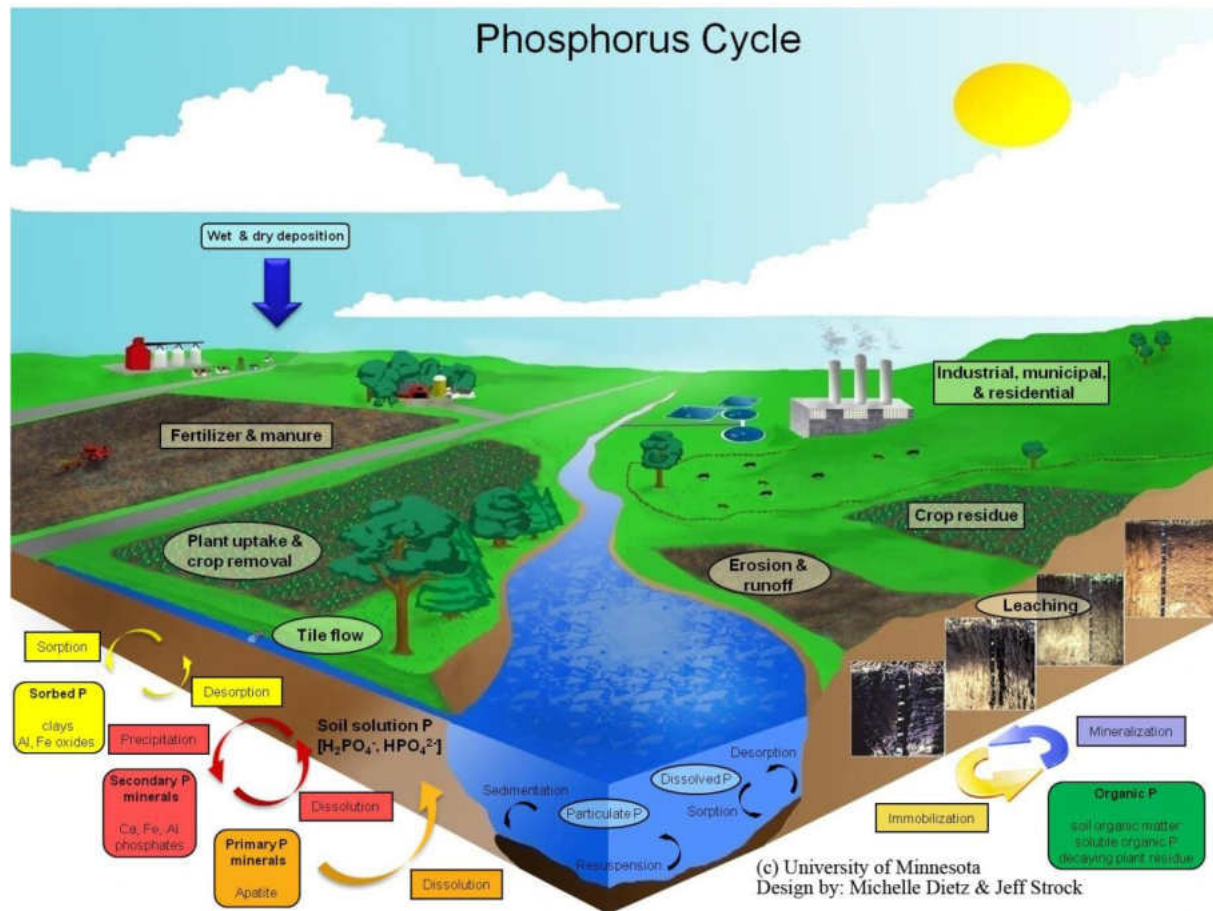 Phosphorus Cycle
Wet & dry deposition
Industrial, municipal,
& residential
Fertilizer & manure
Crop residue
Plant uptake &
crop removal
Erosion &
runoff
Leaching
Tile flow
Sorption
Desorption
Sorbed P
clays
Al, Fe oxides
Precipitation
Soil solution P
[H₂PO₄⁻, HPO₄²⁻]
Dissolution
Secondary P
minerals
Ca, Fe, Al
phosphates
Primary P
minerals
Apatite
Dissolution
Sedimentation
Particulate P
Resuspension
Dissolved P
Desorption
Sorption
Mineralization
Immobilization
Organic P
soil organic matter
soluble organic P
decaying plant residue
(c) University of Minnesota
Design by: Michelle Dietz & Jeff Strock